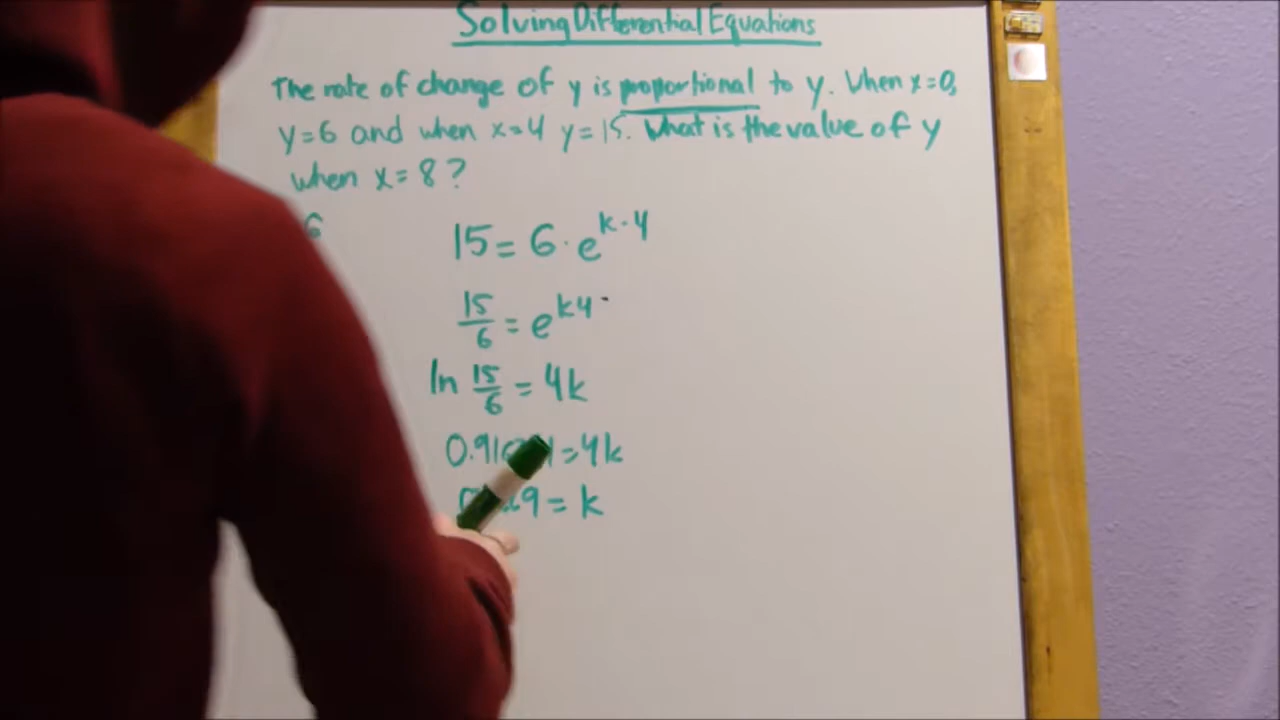 Solving Differential Equations
The rate of change of y is proportional to y. When x=0,
y=6 and when x=4 y=15. What is the value of y
when x=8?
6
15=6·e^{k·4}
15/6=e^{k4}
ln 15/6=4k
=4k
=k